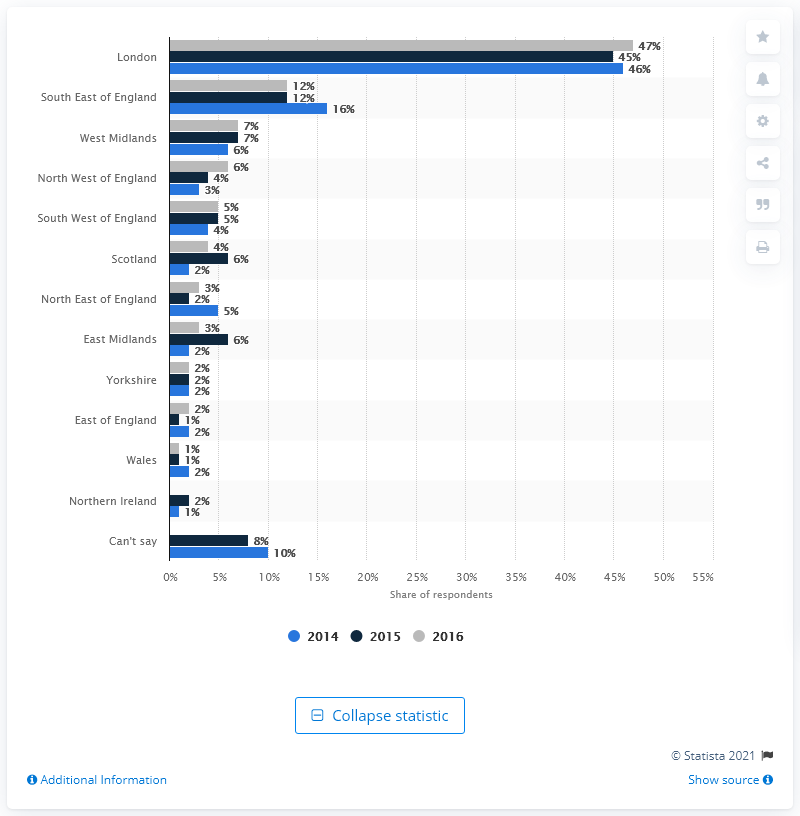 London 47% 45% 46%
South East of England 12% 12% 16%
West Midlands 7% 7% 6%
North West of England 6% 4% 3%
South West of England 5% 5% 4%
Scotland 4% 6% 2%
North East of England 3% 2% 5%
East Midlands 3% 6% 2%
Yorkshire 2% 2% 2%
East of England 2% 1% 2%
Wales 1% 1% 2%
Northern Ireland 2% 1%
Can't say 8% 10%
0% 5% 10% 15% 20% 25% 30% 35% 40% 45% 50% 55%
Share of respondents
2014 2015 2016
Collapse statistic
© Statista 2021
Additional Information Show source